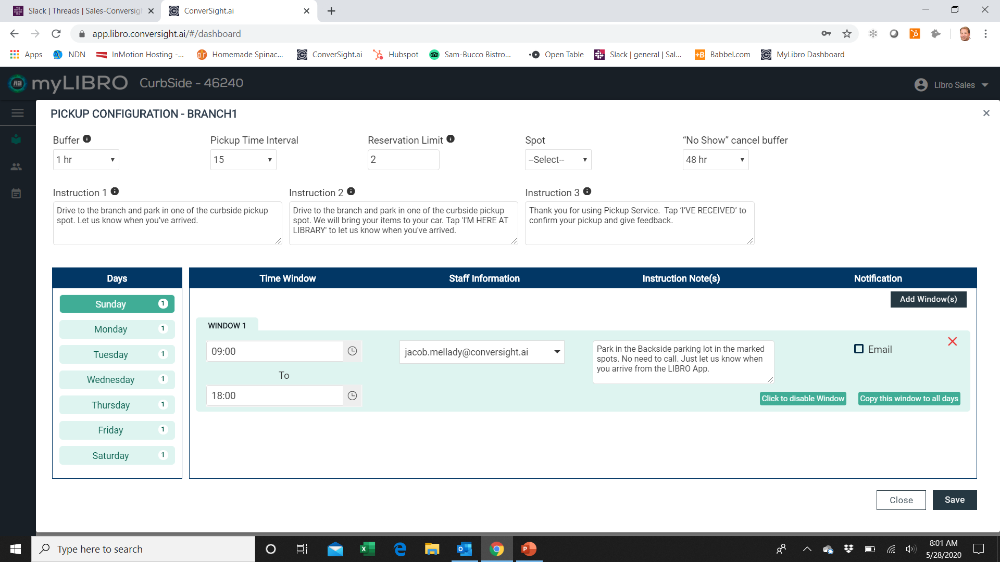 Slack | Threads | Sales-Conversigh
ConverSight.ai
app.libro.conversight.ai/#/dashboard
Apps
NDN
InMotion Hosting -...
Homemade Spinac...
ConverSight.ai
Hubspot
Sam-Bucco Bistro...
Open Table
Slack | general | Sal...
Babbel.com
MyLibro Dashboard
myLIBRO
CurbSide - 46240
Libro Sales
PICKUP CONFIGURATION - BRANCH1
Buffer
Pickup Time Interval
Reservation Limit
Spot
“No Show” cancel buffer
1 hr
15
2
--Select--
48 hr
Instruction 1
Drive to the branch and park in one of the curbside pickup
spot. Let us know when you’ve arrived.
Instruction 2
Drive to the branch and park in one of the curbside pickup
spot. We will bring your items to your car. Tap 'I'M HERE AT
LIBRARY' to let us know when you've arrived.
Instruction 3
Thank you for using Pickup Service.  Tap ‘I’VE RECEIVED’ to
confirm your pickup and give feedback.
Days
Sunday 1
Monday 1
Tuesday 1
Wednesday 1
Thursday 1
Friday 1
Saturday 1
Time Window
Staff Information
Instruction Note(s)
Notification
Add Window(s)
WINDOW 1
09:00
To
18:00
jacob.mellady@conversight.ai
Park in the Backside parking lot in the marked
spots. No need to call. Just let us know when
you arrive from the LIBRO App.
Email
Click to disable Window
Copy this window to all days
Close
Save
Type here to search
8:01 AM
5/28/2020